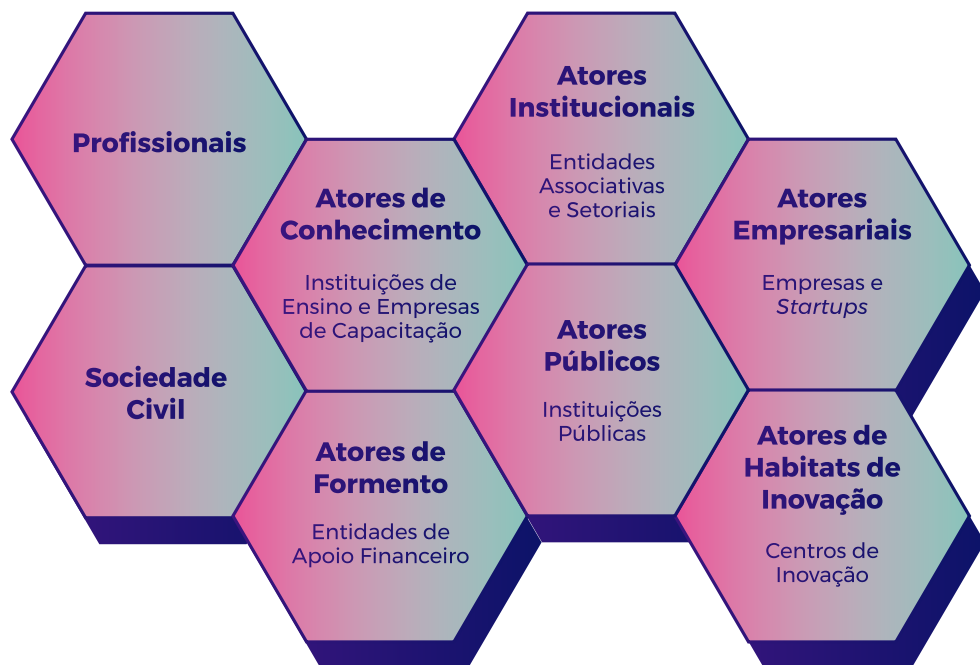 Profissionais
Atores
Institucionais
Entidades
Associativas
e Setoriais
Atores de
Conhecimento
Instituições de
Ensino e Empresas
de Capacitação
Atores
Empresariais
Empresas e
Startups
Sociedade
Civil
Atores
Públicos
Instituições
Públicas
Atores de
Formento
Entidades de
Apoio Financeiro
Atores de
Habitats de
Inovação
Centros de
Inovação